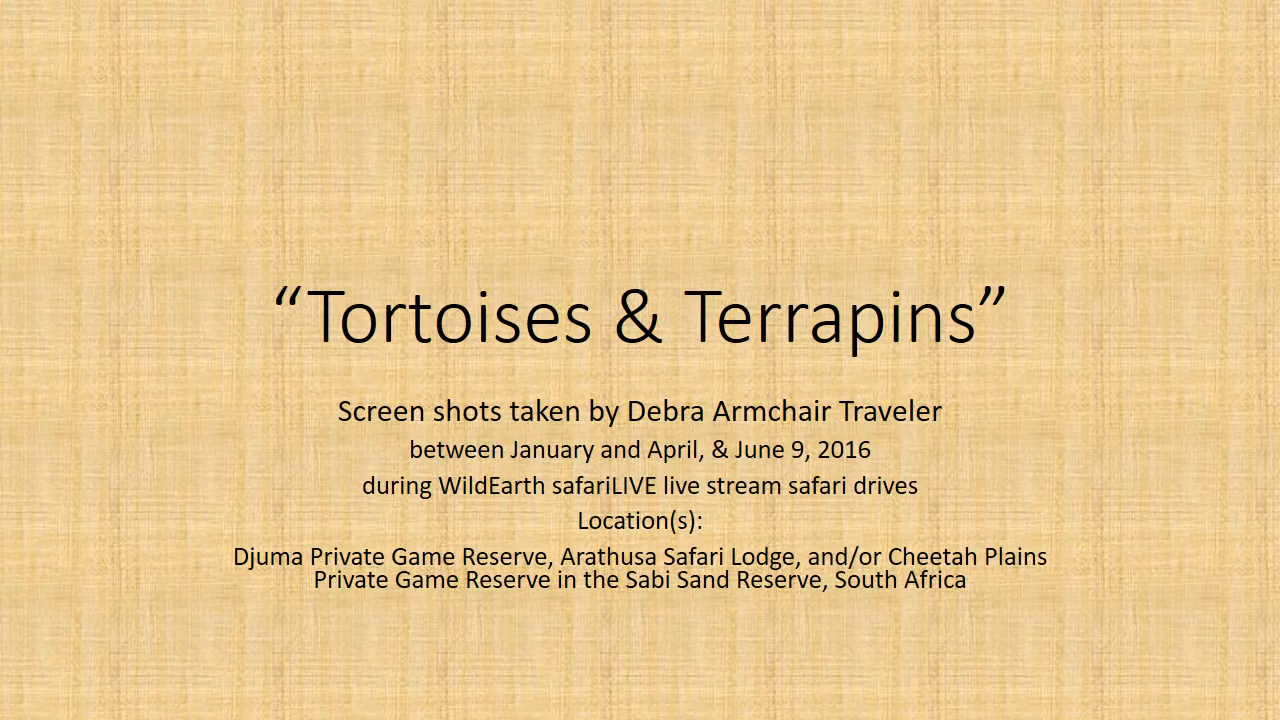 “Tortoises & Terrapins”
Screen shots taken by Debra Armchair Traveler
between January and April, & June 9, 2016
during WildEarth safariLIVE live stream safari drives
Location(s):
Djuma Private Game Reserve, Arathusa Safari Lodge, and/or Cheetah Plains
Private Game Reserve in the Sabi Sand Reserve, South Africa